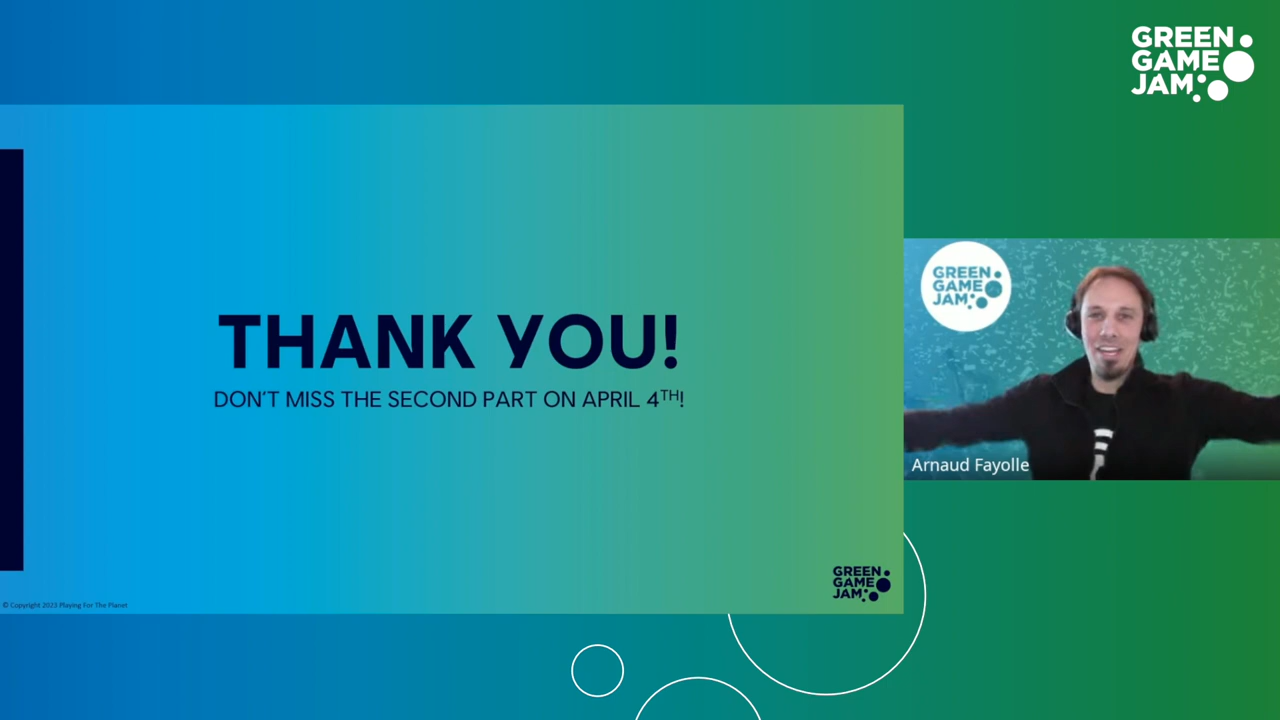 GREEN
GAME
JAM
THANK YOU!
DON'T MISS THE SECOND PART ON APRIL 4TH!
GREEN
GAME
JAM
Arnaud Fayolle
GREEN
GAME
JAM
© Copyright 2023 Playing For The Planet